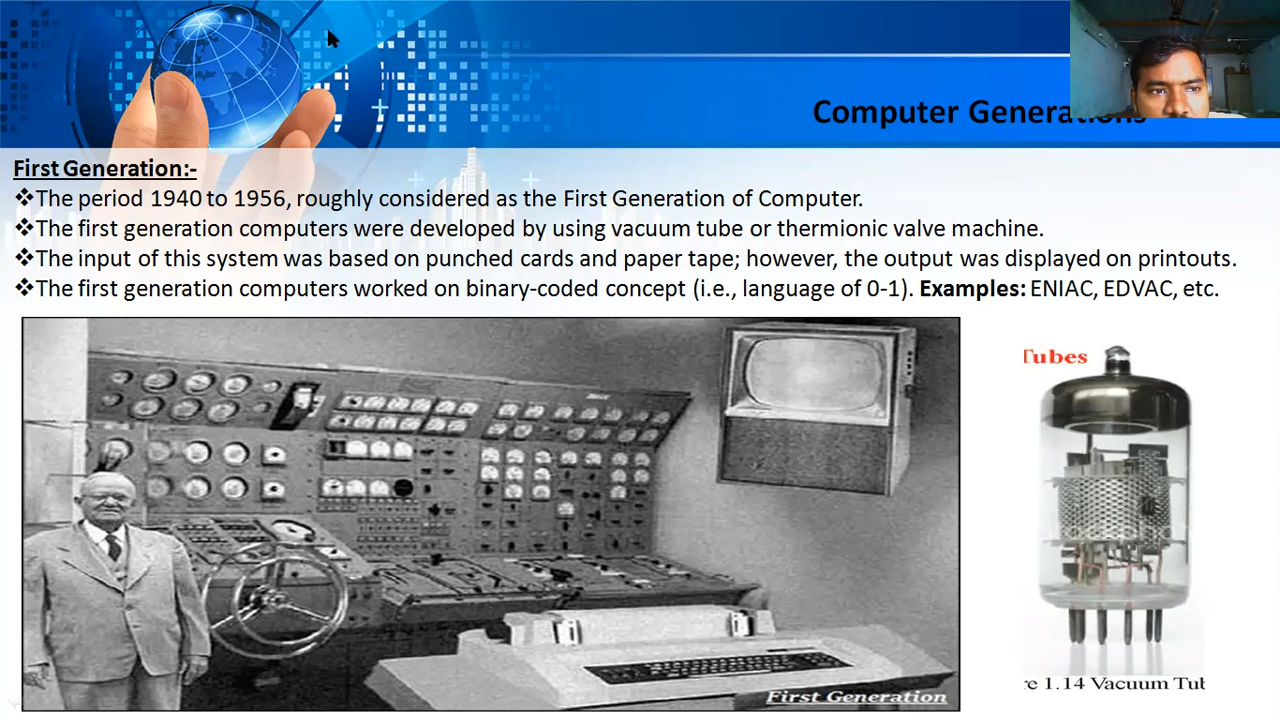 Computer Generations
First Generation:-
❖The period 1940 to 1956, roughly considered as the First Generation of Computer.
❖The first generation computers were developed by using vacuum tube or thermionic valve machine.
❖The input of this system was based on punched cards and paper tape; however, the output was displayed on printouts.
❖The first generation computers worked on binary-coded concept (i.e., language of 0-1). Examples: ENIAC, EDVAC, etc.
Tubes
First Generation
re 1.14 Vacuum Tub